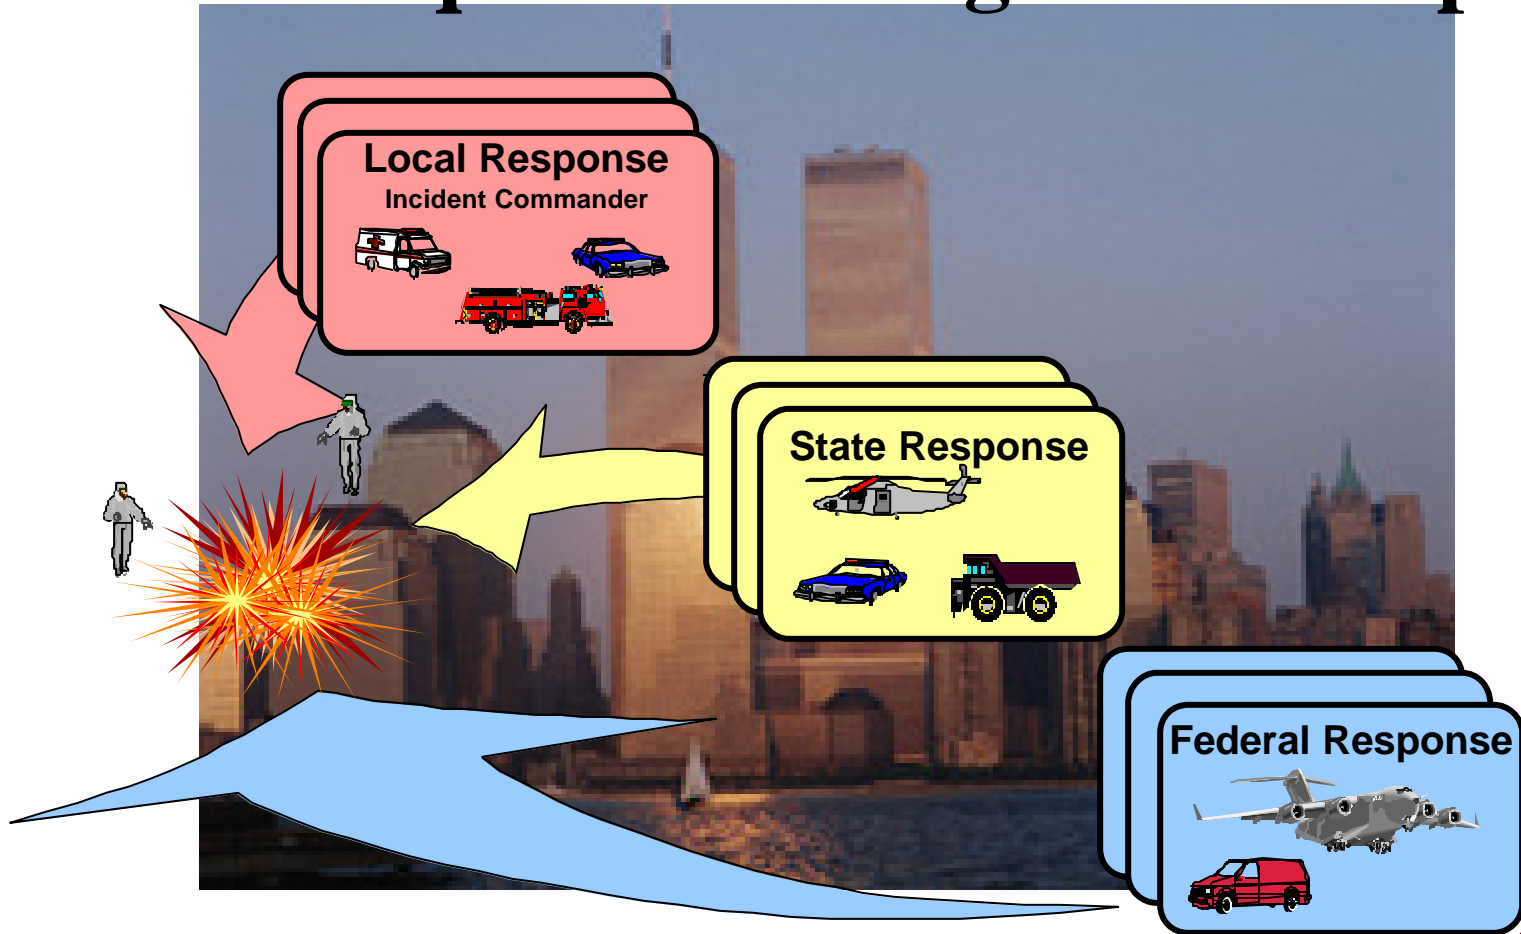 Local Response
Incident Commander
State Response
Federal Response